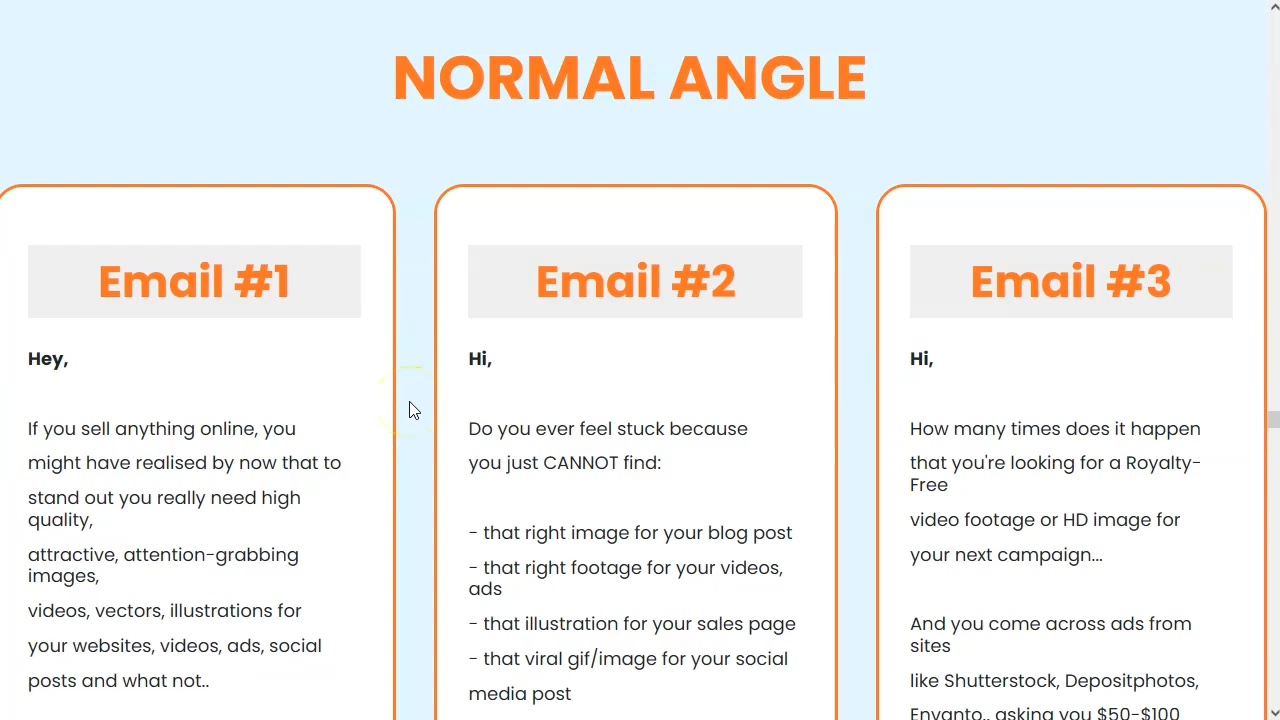 NORMAL ANGLE
Email #1
Hey,
If you sell anything online, you
might have realised by now that to
stand out you really need high
quality,
attractive, attention-grabbing
images,
videos, vectors, illustrations for
your websites, videos, ads, social
posts and what not..
Email #2
Hi,
Do you ever feel stuck because
you just CANNOT find:
- that right image for your blog post
- that right footage for your videos,
ads
- that illustration for your sales page
- that viral gif/image for your social
media post
Email #3
Hi,
How many times does it happen
that you're looking for a Royalty-
Free
video footage or HD image for
your next campaign...
And you come across ads from
sites
like Shutterstock, Depositphotos,
Envanto.. asking you $50-$100